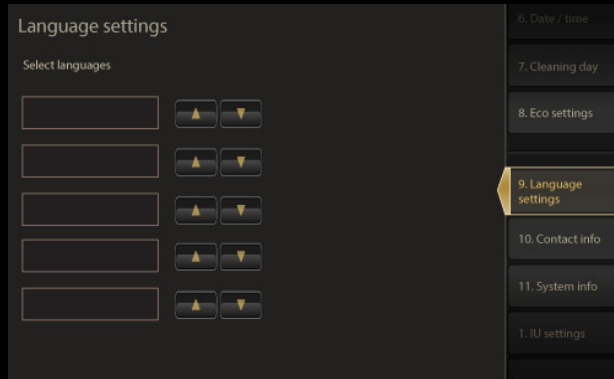 Language settings
Select languages
6. Date / time
7. Cleaning day
8. Eco settings
9. Language
settings
10. Contact info
11. System info
1. IU settings